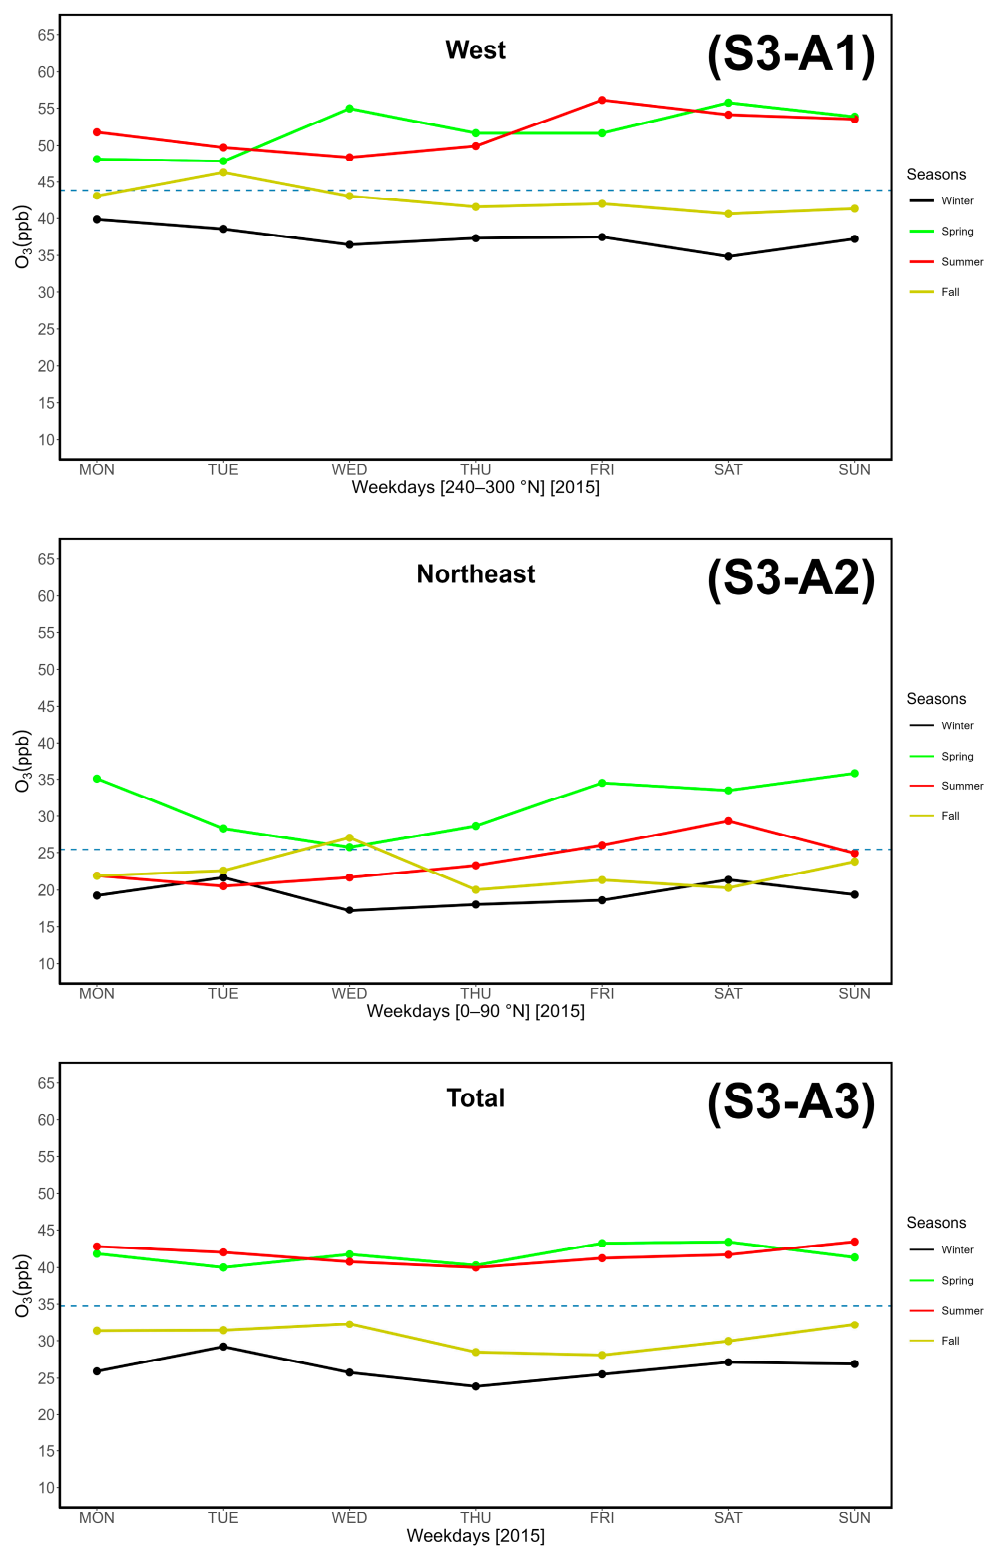 West
(S3-A1)
65
60
55
50
45
40
35
30
25
20
15
10
O₃(ppb)
MON TUE WED THU FRI SAT SUN
Weekdays [240–300 °N] [2015]
Seasons
Winter
Spring
Summer
Fall
Northeast
(S3-A2)
65
60
55
50
45
40
35
30
25
20
15
10
O₃(ppb)
MON TUE WED THU FRI SAT SUN
Weekdays [0–90 °N] [2015]
Seasons
Winter
Spring
Summer
Fall
Total
(S3-A3)
65
60
55
50
45
40
35
30
25
20
15
10
O₃(ppb)
MON TUE WED THU FRI SAT SUN
Weekdays [2015]
Seasons
Winter
Spring
Summer
Fall